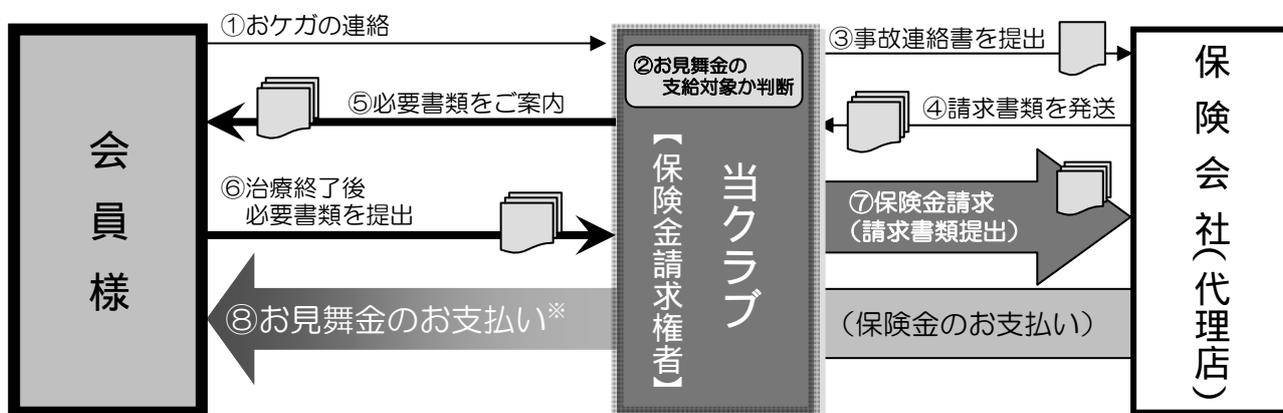 会員様
①おケガの連絡
⑤必要書類をご案内
⑥治療終了後
必要書類を提出
⑧お見舞金のお支払い※
②お見舞金の
支給対象か判断
当クラブ
【保険金請求権者】
③事故連絡書を提出
④請求書類を発送
⑦保険金請求
(請求書類提出)
(保険金のお支払い)
保険会社(代理店)